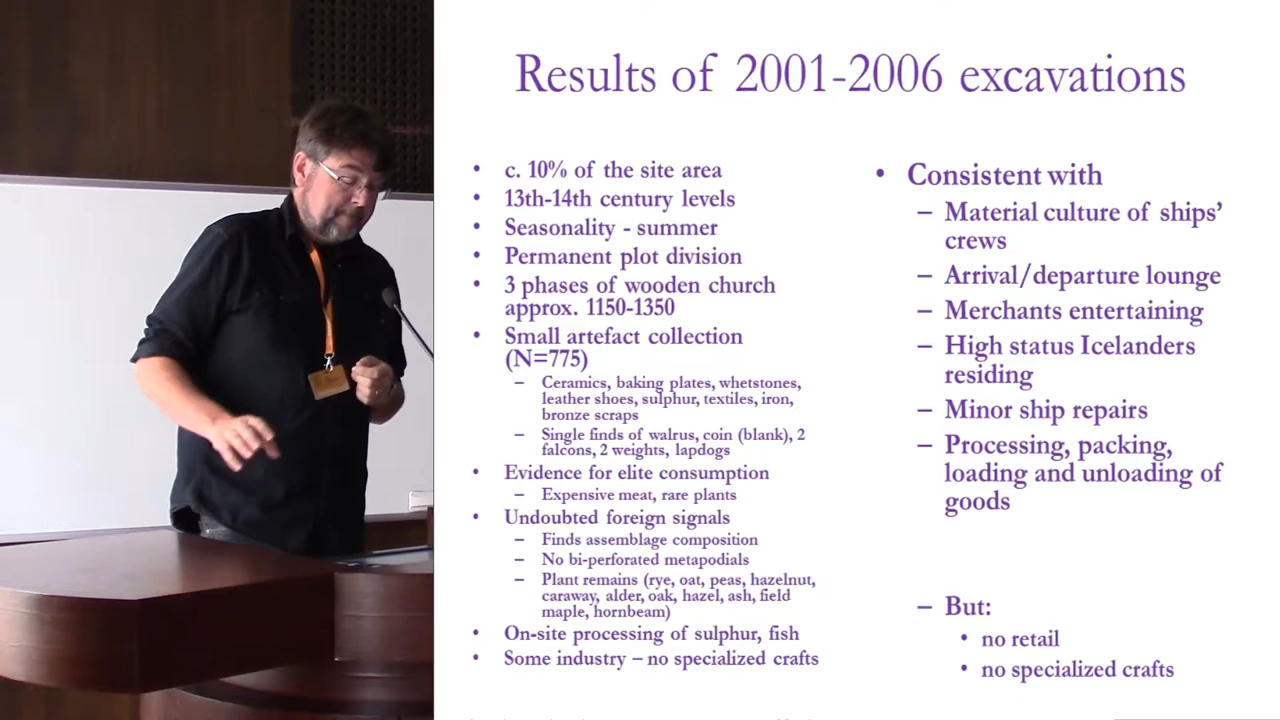 Results of 2001-2006 excavations
• c. 10% of the site area
• 13th-14th century levels
• Seasonality - summer
• Permanent plot division
• 3 phases of wooden church
approx. 1150-1350
• Small artefact collection
(N=775)
– Ceramics, baking plates, whetstones,
leather shoes, sulphur, textiles, iron,
bronze scraps
– Single finds of walrus, coin (blank), 2
falcons, 2 weights, lapdogs
• Evidence for elite consumption
– Expensive meat, rare plants
• Undoubted foreign signals
– Finds assemblage composition
– No bi-perforated metapodials
– Plant remains (rye, oat, peas, hazelnut,
caraway, alder, oak, hazel, ash, field
maple, hornbeam)
• On-site processing of sulphur, fish
• Some industry – no specialized crafts
• Consistent with
– Material culture of ships’
crews
– Arrival/departure lounge
– Merchants entertaining
– High status Icelanders
residing
– Minor ship repairs
– Processing, packing,
loading and unloading of
goods
– But:
• no retail
• no specialized crafts